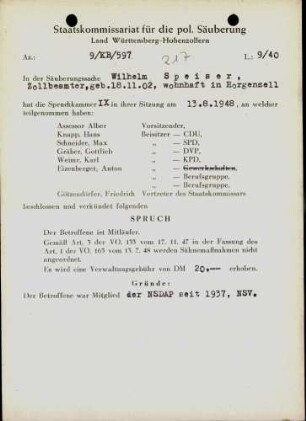 Staatskommissariat für die pol. Säuberung
Land Württemberg-Hohenzollern
Az.: 9/KR/597 217 L.: 9/40
In der Säuberungssache Wilhelm Speiser,
Zollbeamter, geb. 18.11.02, wohnhaft in Horgenzell
hat die Spruchkammer IX in ihrer Sitzung am 13.8.1948, an welcher
teilgenommen haben:
Assessor Alber Vorsitzender,
Knapp, Hans Beisitzer — CDU,
Schneider, Max „ — SPD,
Gräber, Gottlieb „ — DVP,
Weiner, Karl „ — KPD,
Eizenberger, Anton „ — Gewerkschaften,
„ — Berufsgruppe,
„ — Berufsgruppe,
Götzendörfer, Friedrich Vertreter des Staatskommissars
beschlossen und verkündet folgenden
SPRUCH
Der Betroffene ist Mitläufer.
Gemäß Art. 3 der VO. 133 vom 17. 11. 47 in der Fassung des
Art. 1 der VO. 165 vom 13. 7. 48 werden Sühnemaßnahmen nicht
angeordnet.
Es wird eine Verwaltungsgebühr von DM 20.-- erhoben.
Gründe:
Der Betroffene war Mitglied der NSDAP seit 1937, NSV.